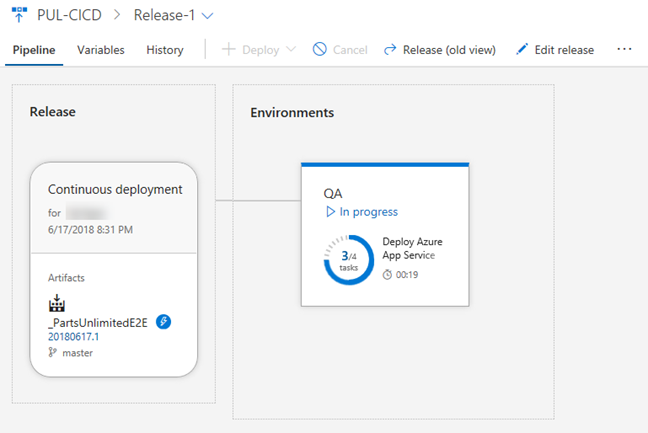 PUL-CICD > Release-1
Pipeline Variables History + Deploy Cancel Release (old view) Edit release ...
Release
Continuous deployment
for
6/17/2018 8:31 PM
Artifacts
_PartsUnlimitedE2E
20180617.1
master
Environments
QA
In progress
3/4
tasks
Deploy Azure
App Service
00:19